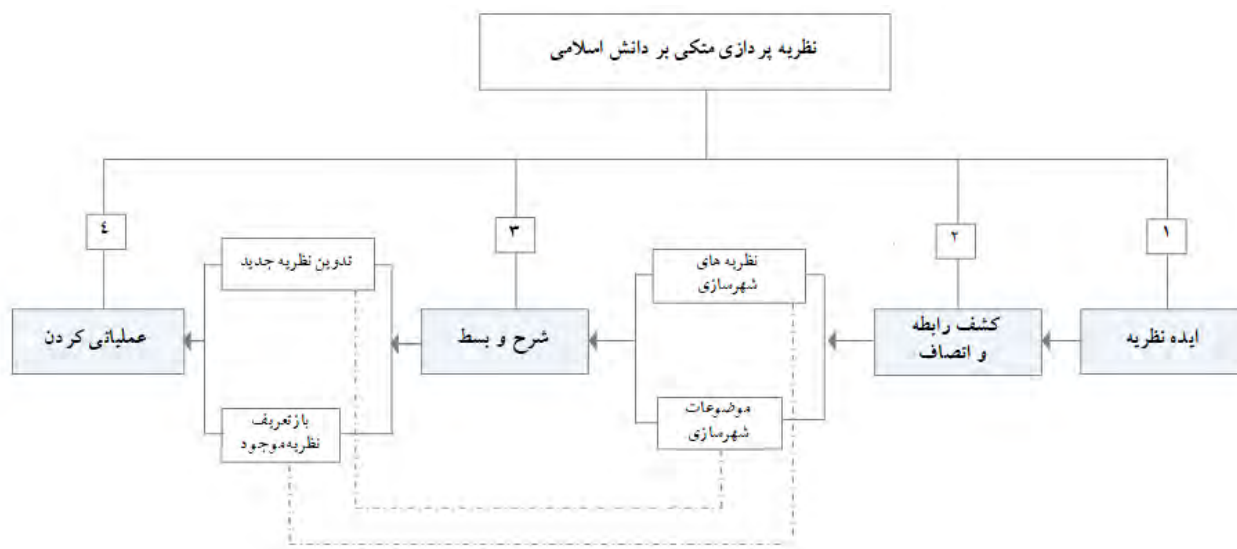 نظریه پردازی متکی بر دانش اسلامی
۱
۲
۳
٤
ایده نظریه
کشف رابطه
و اتصاف
نظریه های
شهرسازی
موضوعات
شهرسازی
شرح و بسط
تدوین نظریه جدید
بازتعریف
نظریه موجود
عملیاتی کردن